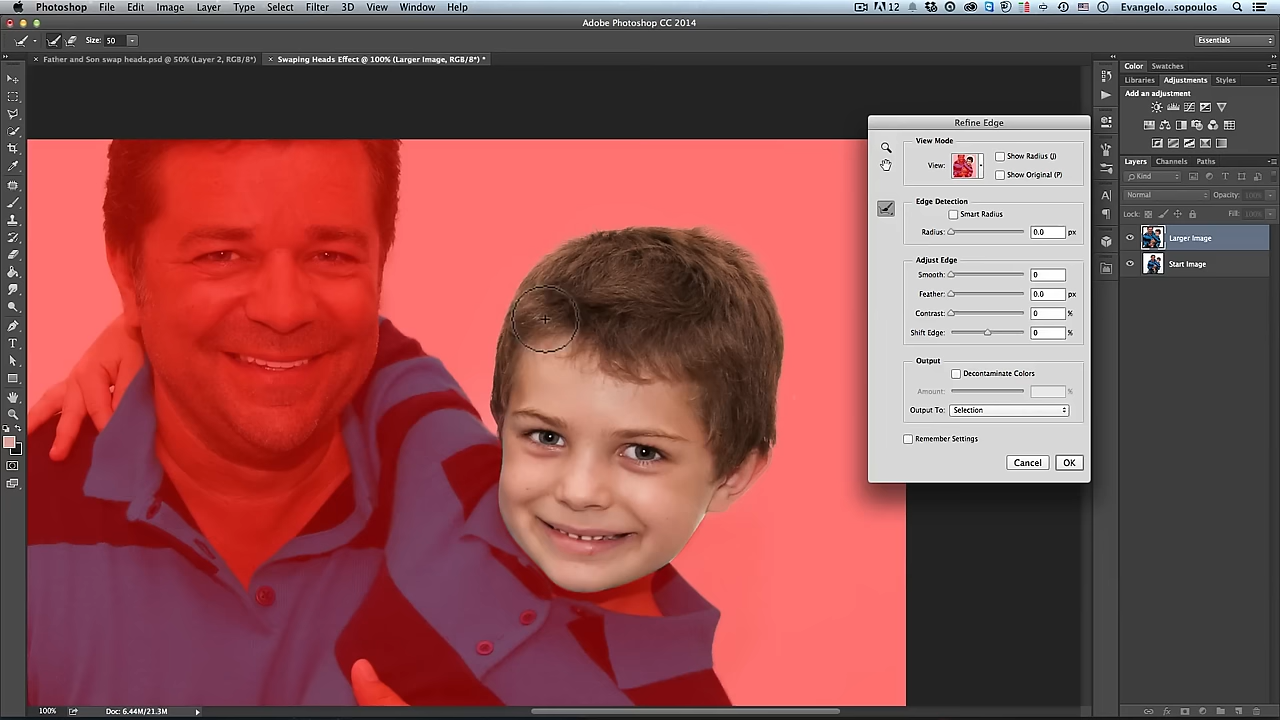 Photoshop File Edit Image Layer Type Select Filter 3D View Window Help 12 Evangelo...sopoulos
Adobe Photoshop CC 2014
Size: 50 Essentials
× Father and Son swap heads.psd @ 50% (Layer 2, RGB/8*) × Swaping Heads Effect @ 100% (Larger Image, RGB/8*) *
Color Swatches
Libraries Adjustments Styles
Add an adjustment
Refine Edge
View Mode
View:
Show Radius (J)
Show Original (P)
Edge Detection
Smart Radius
Radius: 0.0 px
Adjust Edge
Smooth: 0
Feather: 0.0 px
Contrast: 0 %
Shift Edge: 0 %
Output
Decontaminate Colors
Amount: %
Output To: Selection
Remember Settings
Cancel OK
Layers Channels Paths
Kind
Normal Opacity: 100%
Lock: Fill: 100%
Larger Image
Start Image
100% Doc: 6.44M/21.3M